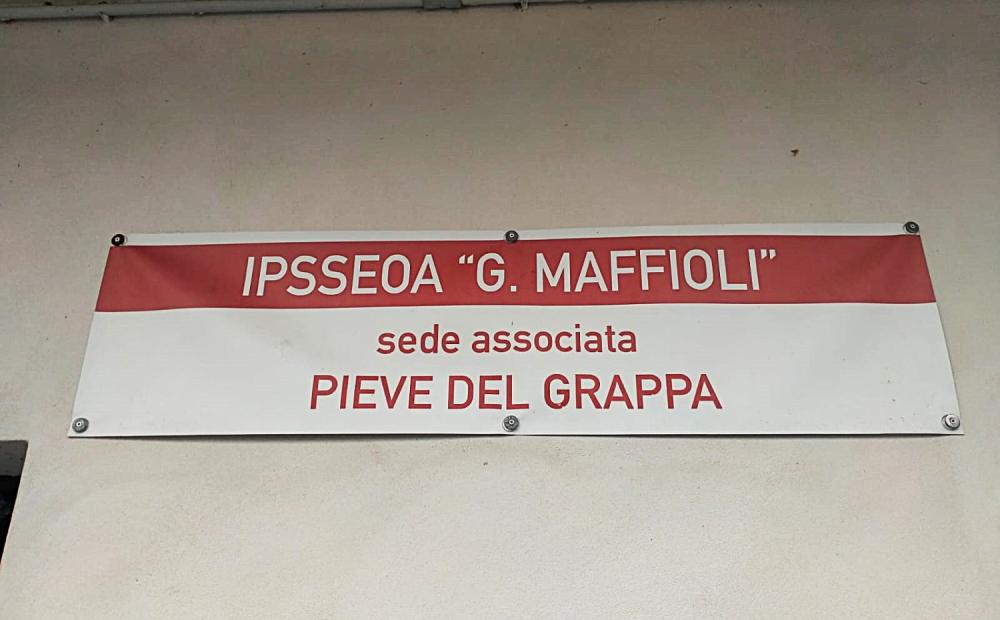 IPSSEOA “G. MAFFIOLI”
sede associata
PIEVE DEL GRAPPA